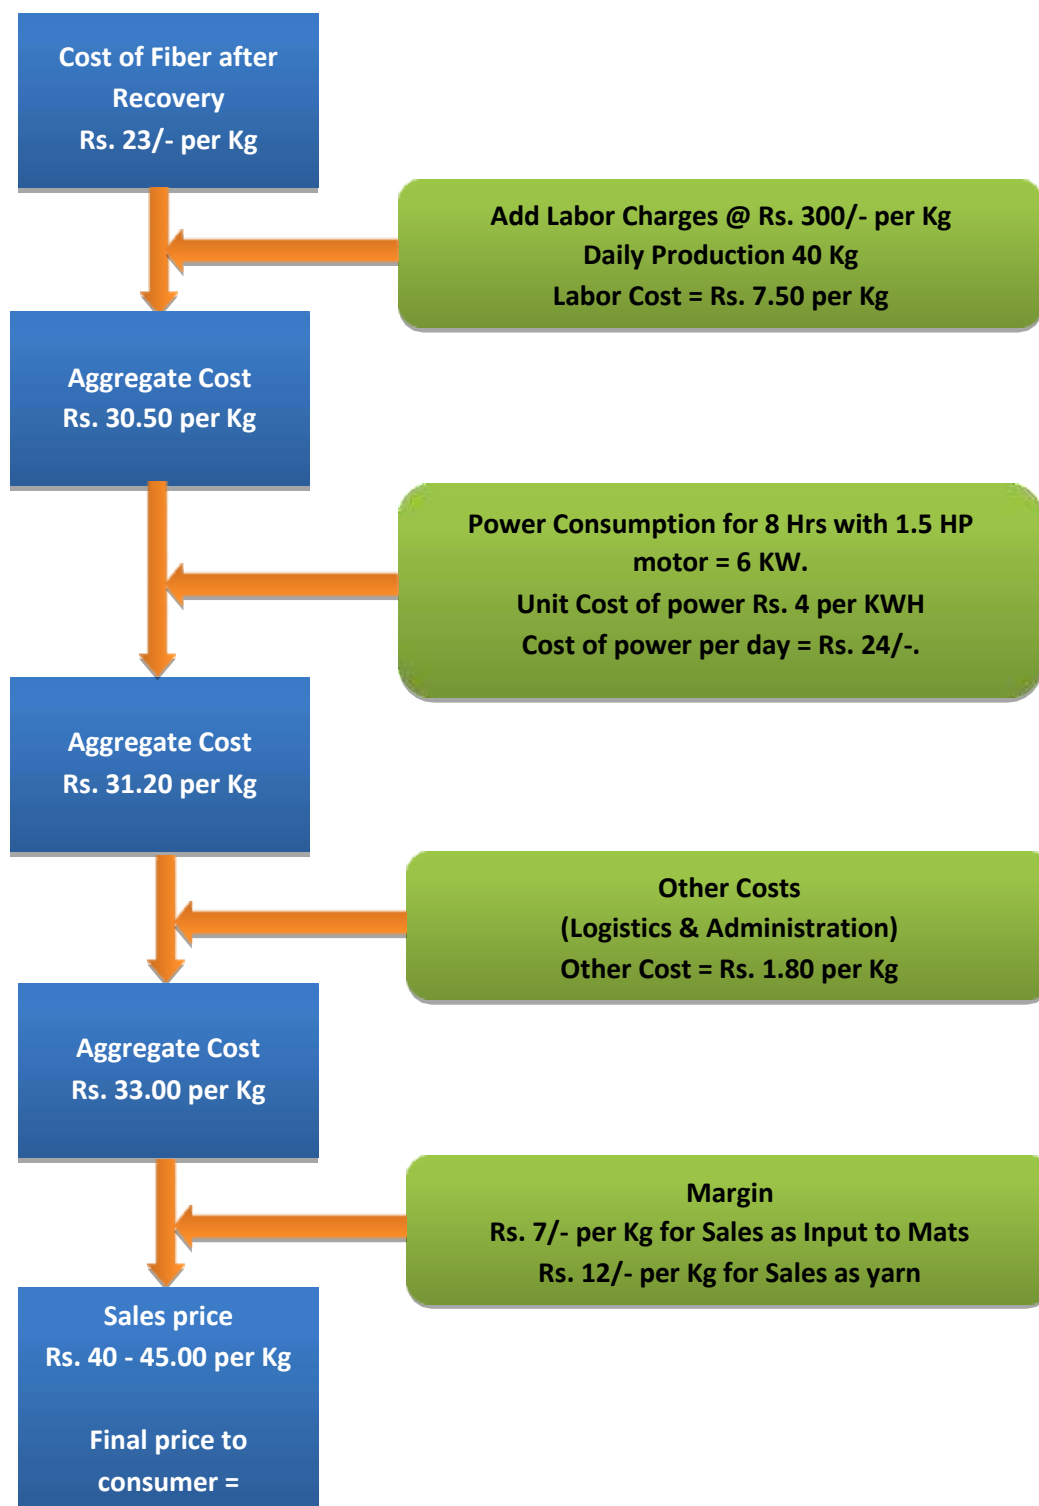 Cost of Fiber after
Recovery
Rs. 23/- per Kg
Add Labor Charges @ Rs. 300/- per Kg
Daily Production 40 Kg
Labor Cost = Rs. 7.50 per Kg
Aggregate Cost
Rs. 30.50 per Kg
Power Consumption for 8 Hrs with 1.5 HP
motor = 6 KW.
Unit Cost of power Rs. 4 per KWH
Cost of power per day = Rs. 24/-.
Aggregate Cost
Rs. 31.20 per Kg
Other Costs
(Logistics & Administration)
Other Cost = Rs. 1.80 per Kg
Aggregate Cost
Rs. 33.00 per Kg
Margin
Rs. 7/- per Kg for Sales as Input to Mats
Rs. 12/- per Kg for Sales as yarn
Sales price
Rs. 40 - 45.00 per Kg
Final price to
consumer =